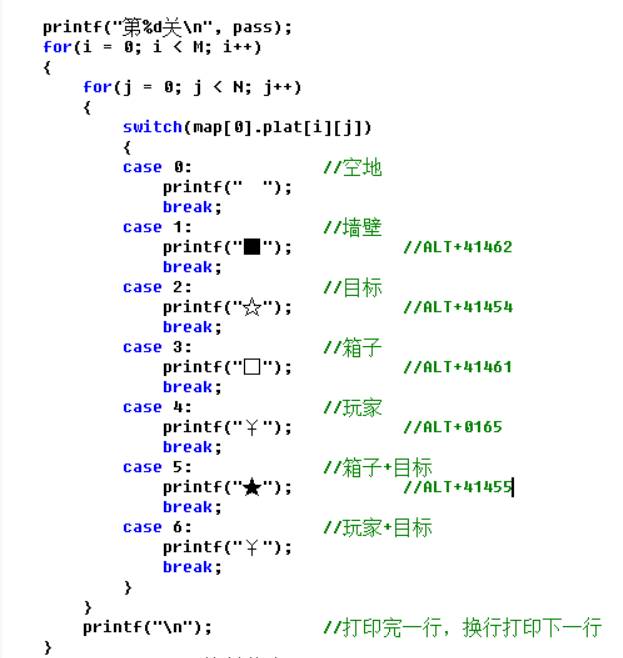 printf("第%d关\n", pass);
for(i = 0; i < M; i++)
{
for(j = 0; j < N; j++)
{
switch(map[0].plat[i][j])
{
case 0: //空地
printf("  ");
break;
case 1: //墙壁
printf("■"); //ALT+41462
break;
case 2: //目标
printf("☆"); //ALT+41454
break;
case 3: //箱子
printf("□"); //ALT+41461
break;
case 4: //玩家
printf("¥"); //ALT+0165
break;
case 5: //箱子+目标
printf("★"); //ALT+41455
break;
case 6: //玩家+目标
printf("¥");
break;
}
}
printf("\n"); //打印完一行，换行打印下一行
}